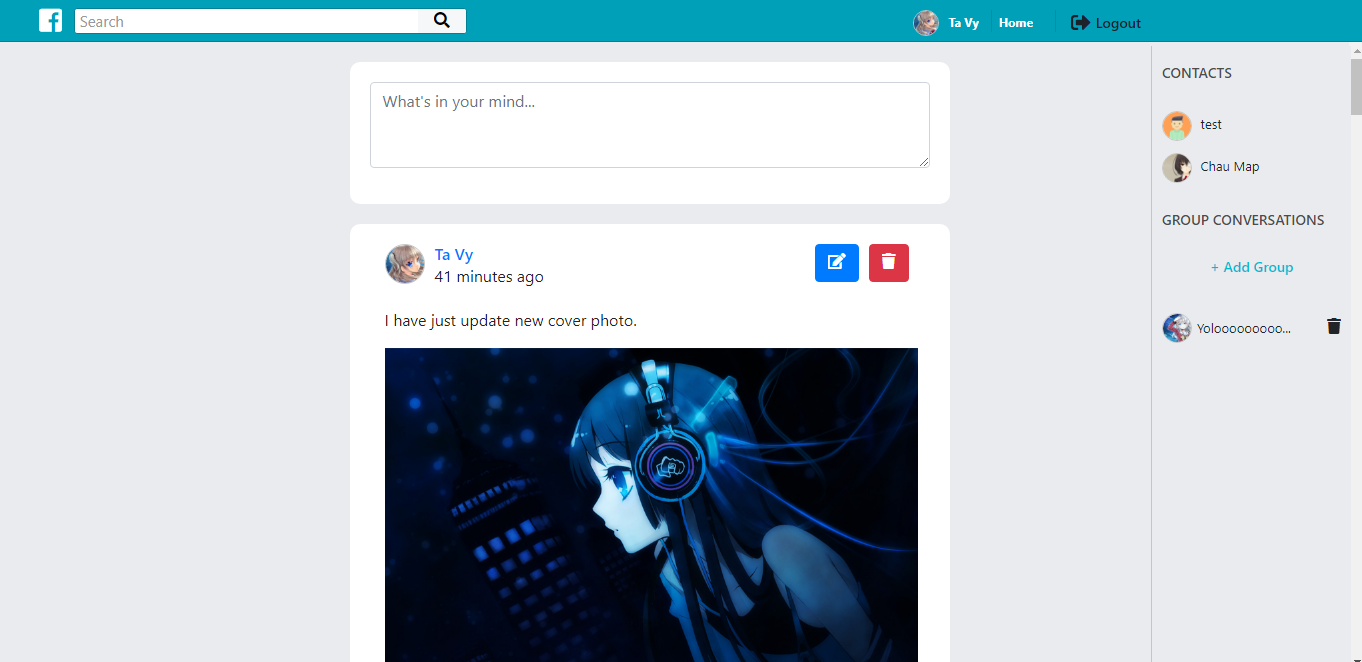 Search
Ta Vy
Home
Logout
What's in your mind...
Ta Vy
41 minutes ago
I have just update new cover photo.
CONTACTS
test
Chau Map
GROUP CONVERSATIONS
+ Add Group
Yolooooooooo...